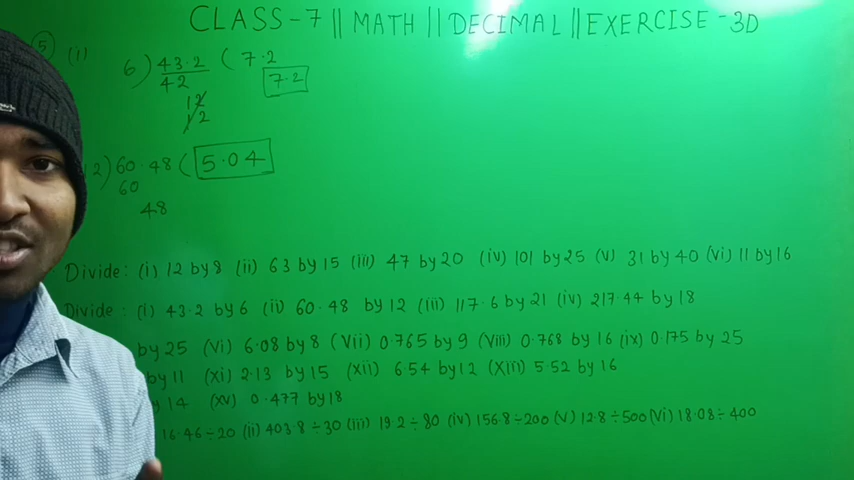 CLASS-7 || MATH || DECIMAL || EXERCISE-3D
5 (i)
6) 43.2 ( 7.2
42
7.2
12
12
2) 60.48 ( 5.04
60
48
Divide: (i) 12 by 8 (ii) 63 by 15 (iii) 47 by 20 (iv) 101 by 25 (v) 31 by 40 (vi) 11 by 16
Divide: (i) 43.2 by 6 (ii) 60.48 by 12 (iii) 117.6 by 21 (iv) 217.44 by 18
by 25 (vi) 6.08 by 8 (vii) 0.765 by 9 (viii) 0.768 by 16 (ix) 0.175 by 25
by 11 (xi) 2.13 by 15 (xii) 6.54 by 12 (xiii) 5.52 by 16
by 14 (xv) 0.477 by 18
16.46÷20 (ii) 403.8÷30 (iii) 19.2÷80 (iv) 156.8÷200 (v) 12.8÷500 (vi) 18.08÷400